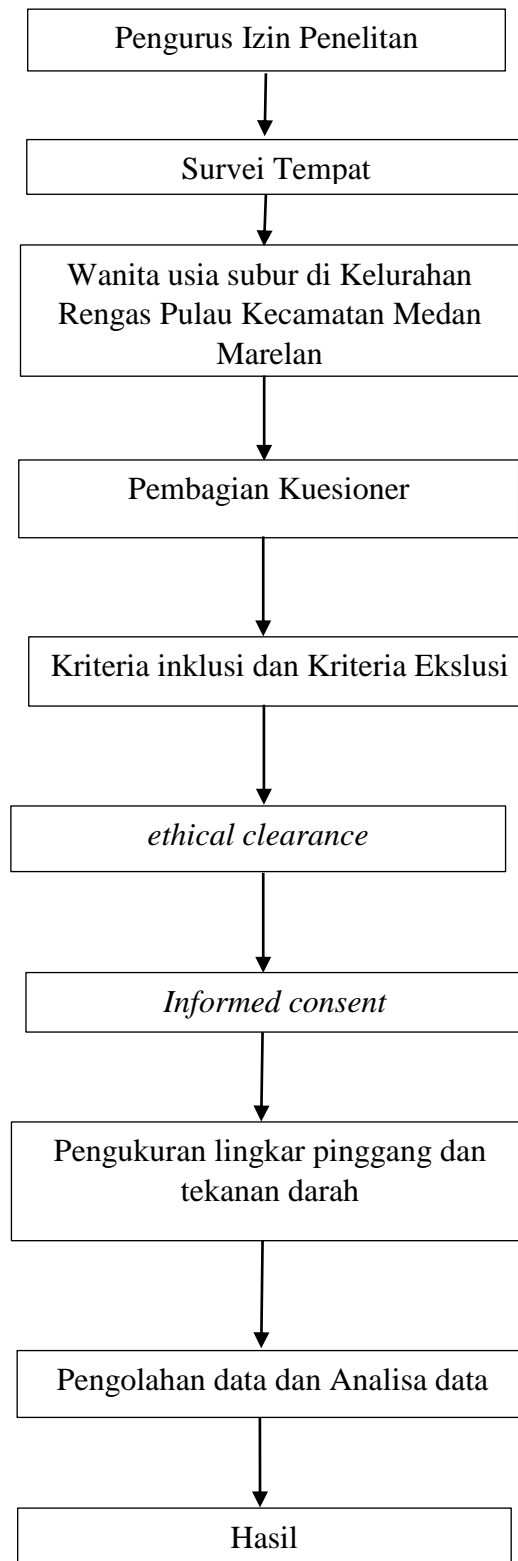 Pengurus Izin Penelitan
Survei Tempat
Wanita usia subur di Kelurahan
Rengas Pulau Kecamatan Medan
Marelan
Pembagian Kuesioner
Kriteria inklusi dan Kriteria Ekslusi
ethical clearance
Informed consent
Pengukuran lingkar pinggang dan
tekanan darah
Pengolahan data dan Analisa data
Hasil